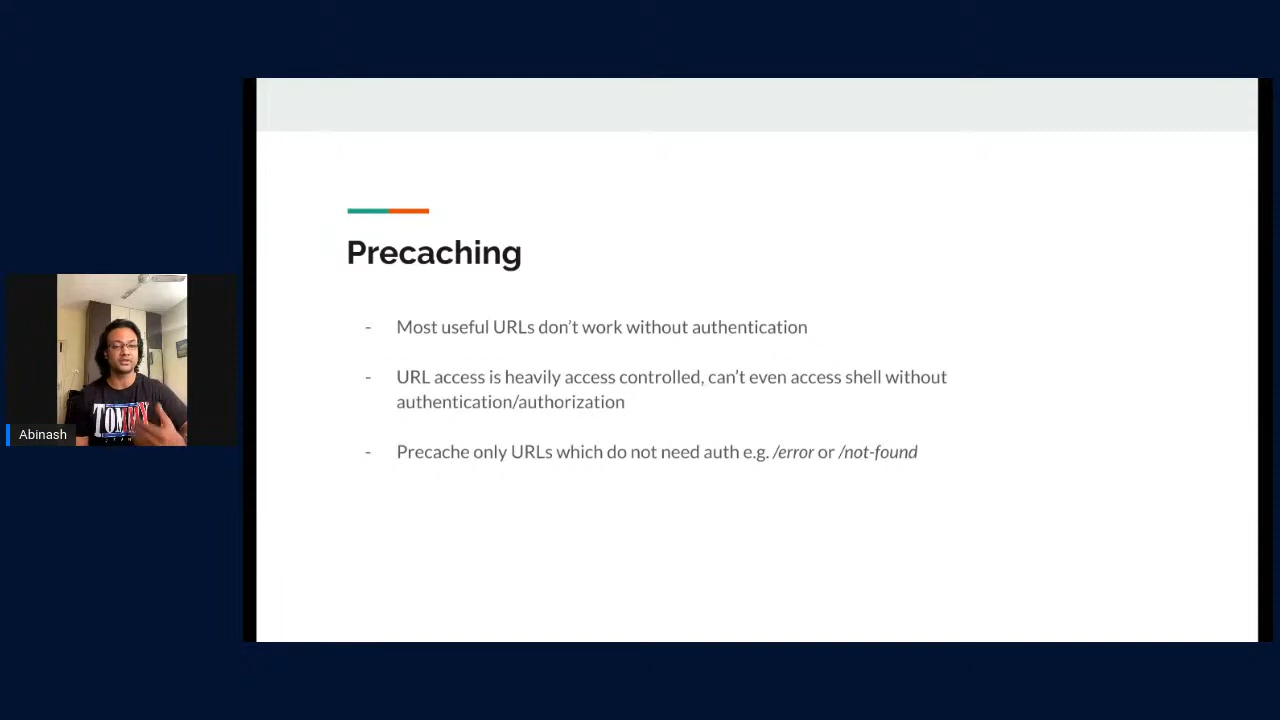 Precaching
- Most useful URLs don't work without authentication
- URL access is heavily access controlled, can't even access shell without
authentication/authorization
- Precache only URLs which do not need auth e.g. /error or /not-found
TOMMY
Abinash